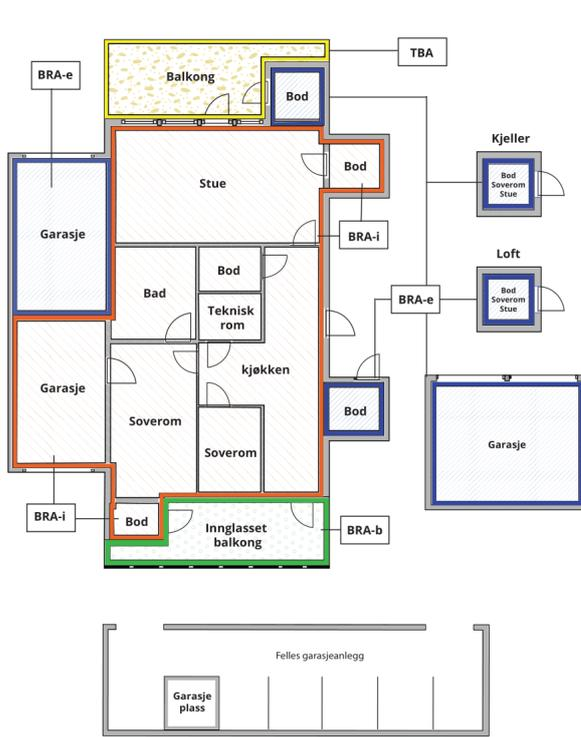 TBA
BRA-e
Balkong
Bod
Kjeller
Bod
Soverom
Stue
Bod
Stue
Garasje
BRA-i
Loft
Bod
Soverom
Stue
Bod
Bad
Teknisk
rom
BRA-e
kjøkken
Garasje
Soverom
Bod
Garasje
Soverom
BRA-i
Bod
Innglasset
balkong
BRA-b
Felles garasjeanlegg
Garasje
plass